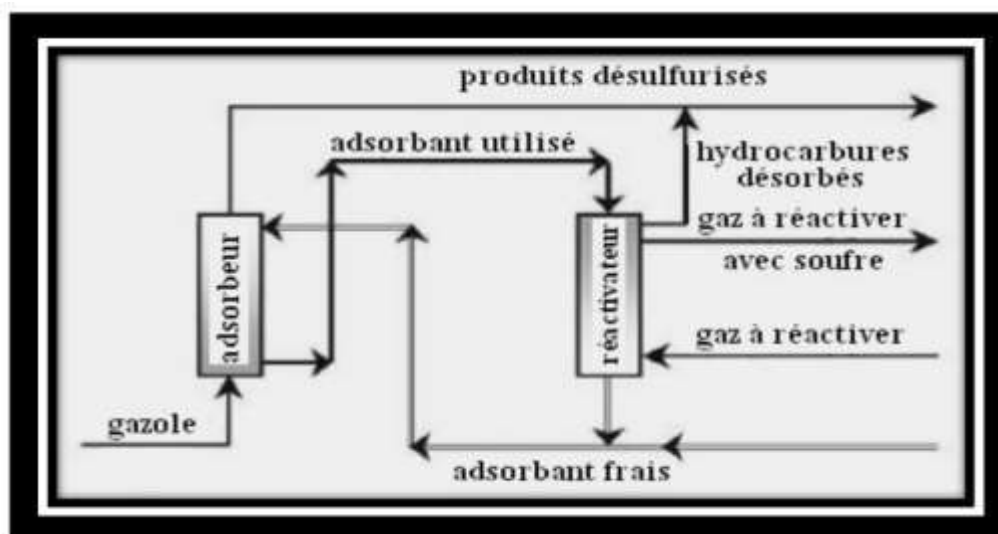 produits désulfurisés
adsorbant utilisé
hydrocarbures
désorbés
gaz à réactiver
avec soufre
adsorbeur
réactivateur
gaz à réactiver
gazole
adsorbant frais